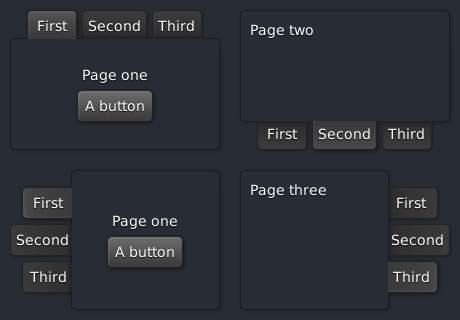 First Second Third
Page one
A button
Page two
First Second Third
First
Second
Third
Page one
A button
Page three
First
Second
Third